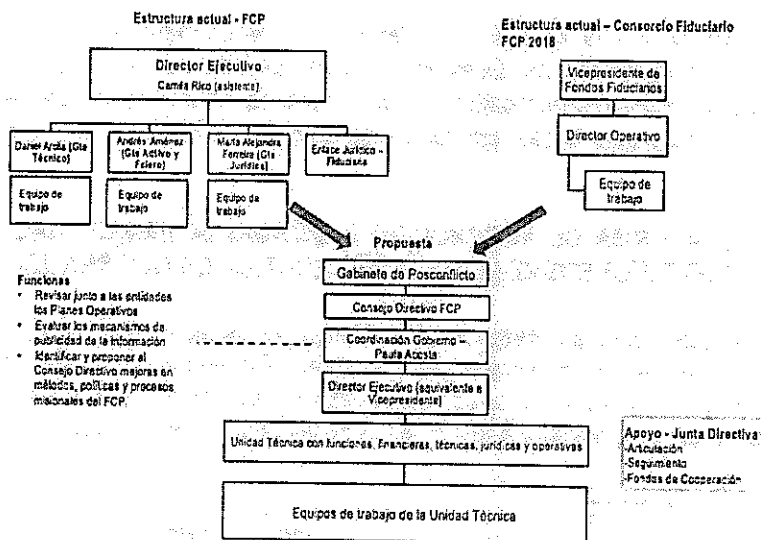 Estructura actual - FCP
Director Ejecutivo
Camila Rico (asistente)
Daniel Ardila (Gte
Técnico)
Andrés Jiménez
(Gte Activo y
Fciero)
María Alejandra
Ferreira (Gte
Jurídica)
Enlace Jurídico –
Fiduciaria
Equipo de
trabajo
Equipo de
trabajo
Equipo de
trabajo
Estructura actual – Consorcio Fiduciario
FCP 2018
Vicepresidente de
Fondos Fiduciarios
Director Operativo
Equipo de
trabajo
Propuesta
Gabinete de Posconflicto
Consejo Directivo FCP
Coordinación Gobierno –
Paula Acosta
Director Ejecutivo (equivalente a
Vicepresidente)
Unidad Técnica con funciones, financieras, técnicas, jurídicas y operativas
Equipos de trabajo de la Unidad Técnica
Funciones
• Revisar junto a las entidades
los Planes Operativos
• Evaluar los mecanismos de
publicidad de la información
• Identificar y proponer al
Consejo Directivo mejoras en
métodos, políticas y procesos
misionales del FCP.
Apoyo - Junta Directiva
-Articulación
-Seguimiento
-Fondos de Cooperación